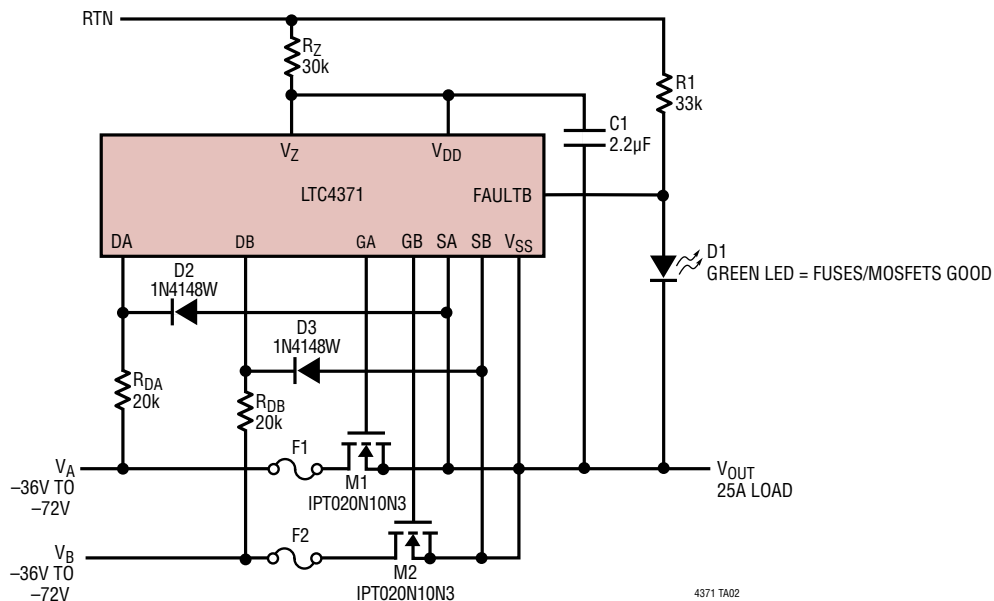 RTN
RZ
30k
R1
33k
C1
2.2µF
VZ
VDD
LTC4371
FAULTB
DA
DB
GA
GB
SA
SB
VSS
D1
GREEN LED = FUSES/MOSFETS GOOD
D2
1N4148W
D3
1N4148W
RDA
20k
RDB
20k
F1
VA
–36V TO
–72V
M1
IPT020N10N3
VOUT
25A LOAD
F2
VB
–36V TO
–72V
M2
IPT020N10N3
4371 TA02